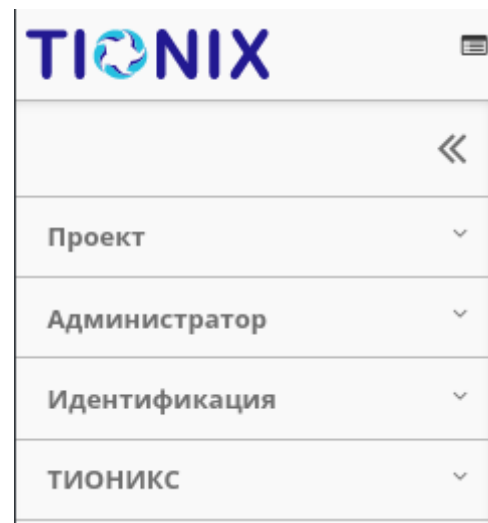 TIONIX
Проект
Администратор
Идентификация
ТИОНИКС